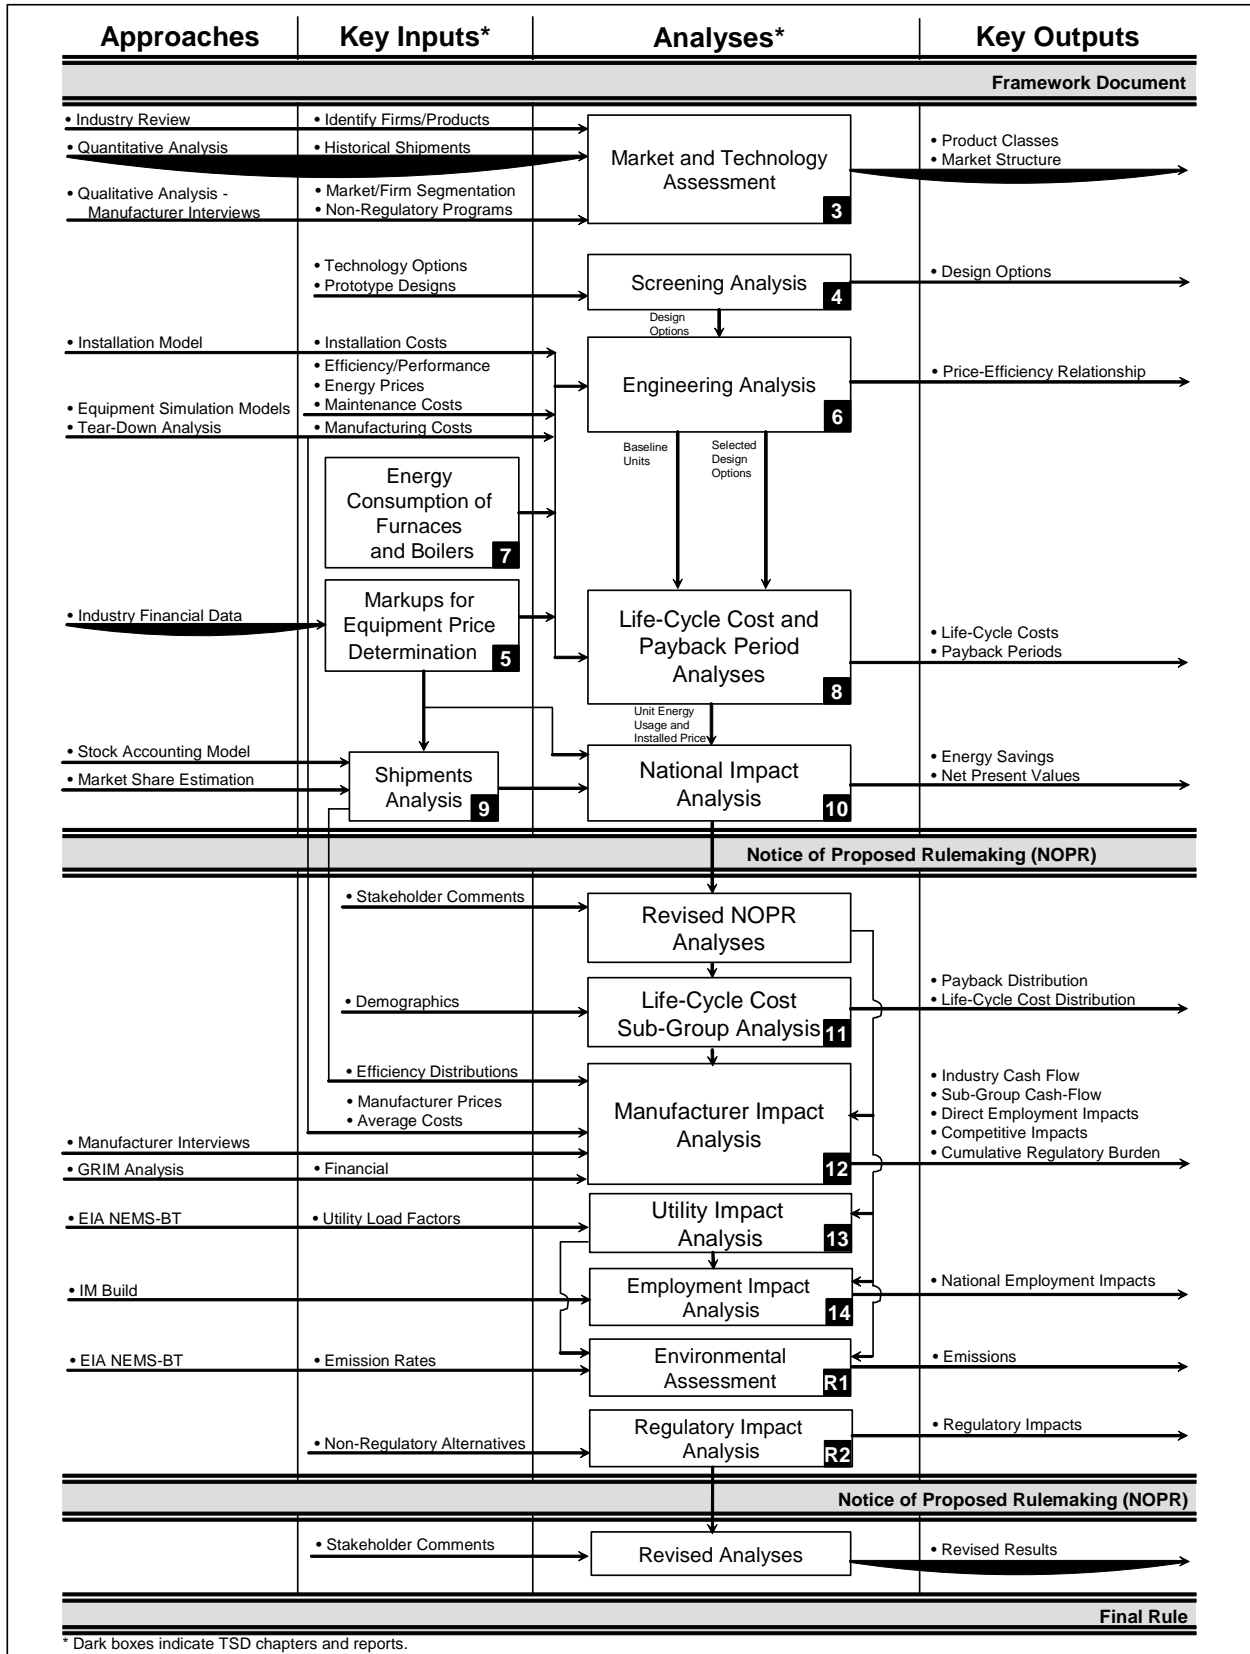 Approaches
Key Inputs*
Analyses*
Key Outputs
Framework Document
• Industry Review
• Identify Firms/Products
• Quantitative Analysis
• Historical Shipments
• Qualitative Analysis -
Manufacturer Interviews
• Market/Firm Segmentation
• Non-Regulatory Programs
Market and Technology
Assessment
3
• Product Classes
• Market Structure
• Technology Options
• Prototype Designs
Screening Analysis
4
• Design Options
Design
Options
• Installation Model
• Installation Costs
• Efficiency/Performance
• Energy Prices
• Maintenance Costs
• Equipment Simulation Models
• Tear-Down Analysis
• Manufacturing Costs
Engineering Analysis
6
• Price-Efficiency Relationship
Baseline
Units
Selected
Design
Options
Energy
Consumption of
Furnaces
and Boilers
7
• Industry Financial Data
Markups for
Equipment Price
Determination
5
Life-Cycle Cost and
Payback Period
Analyses
8
• Life-Cycle Costs
• Payback Periods
Unit Energy
Usage and
Installed Price
• Stock Accounting Model
• Market Share Estimation
Shipments
Analysis
9
National Impact
Analysis
10
• Energy Savings
• Net Present Values
Notice of Proposed Rulemaking (NOPR)
• Stakeholder Comments
Revised NOPR
Analyses
• Demographics
Life-Cycle Cost
Sub-Group Analysis
11
• Payback Distribution
• Life-Cycle Cost Distribution
• Efficiency Distributions
• Manufacturer Prices
• Average Costs
• Manufacturer Interviews
• GRIM Analysis
• Financial
Manufacturer Impact
Analysis
12
• Industry Cash Flow
• Sub-Group Cash-Flow
• Direct Employment Impacts
• Competitive Impacts
• Cumulative Regulatory Burden
• EIA NEMS-BT
• Utility Load Factors
Utility Impact
Analysis
13
• IM Build
Employment Impact
Analysis
14
• National Employment Impacts
• EIA NEMS-BT
• Emission Rates
Environmental
Assessment
R1
• Emissions
• Non-Regulatory Alternatives
Regulatory Impact
Analysis
R2
• Regulatory Impacts
Notice of Proposed Rulemaking (NOPR)
• Stakeholder Comments
Revised Analyses
• Revised Results
Final Rule
* Dark boxes indicate TSD chapters and reports.